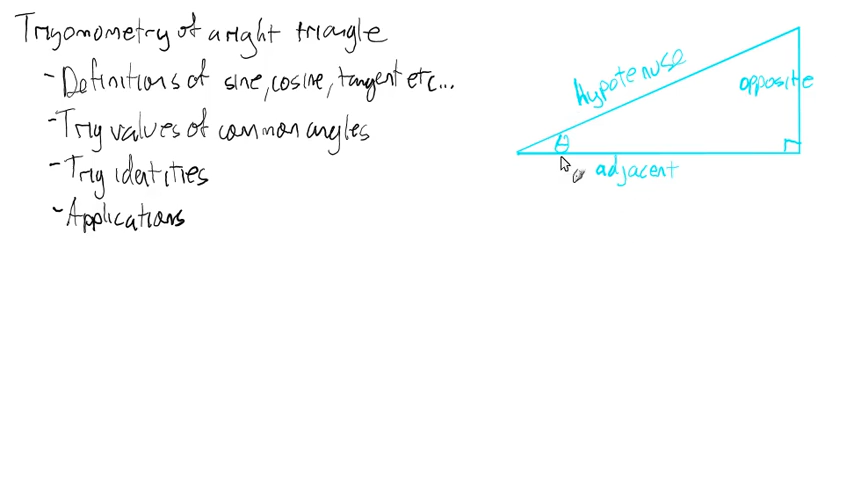 Trigonometry of a right triangle
- Definitions of sine, cosine, tangent etc...
- Trig values of common angles
- Trig identities
- Applications
Hypotenuse
opposite
θ
adjacent